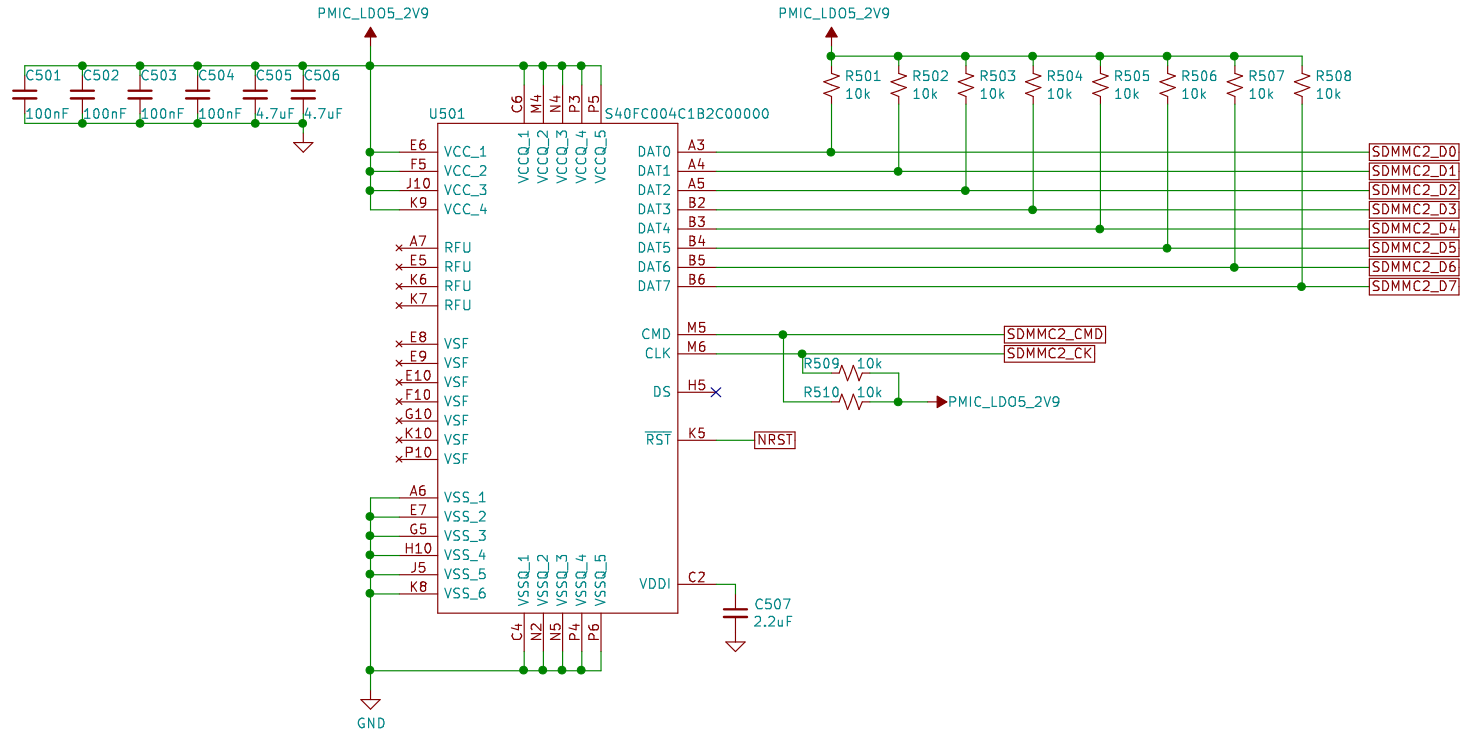 PMIC_LDO5_2V9
PMIC_LDO5_2V9
C501
C502
C503
C504
C505
C506
100nF
100nF
100nF
100nF
4.7uF
4.7uF
R501
10k
R502
10k
R503
10k
R504
10k
R505
10k
R506
10k
R507
10k
R508
10k
U501
S40FC004C1B2C00000
C6
M4
N4
P3
P5
VCCQ_1
VCCQ_2
VCCQ_3
VCCQ_4
VCCQ_5
E6 VCC_1
F5 VCC_2
J10 VCC_3
K9 VCC_4
A7 RFU
E5 RFU
K6 RFU
K7 RFU
E8 VSF
E9 VSF
E10 VSF
F10 VSF
G10 VSF
K10 VSF
P10 VSF
A6 VSS_1
E7 VSS_2
G5 VSS_3
H10 VSS_4
J5 VSS_5
K8 VSS_6
DAT0 A3 SDMMC2_D0
DAT1 A4 SDMMC2_D1
DAT2 A5 SDMMC2_D2
DAT3 B2 SDMMC2_D3
DAT4 B3 SDMMC2_D4
DAT5 B4 SDMMC2_D5
DAT6 B5 SDMMC2_D6
DAT7 B6 SDMMC2_D7
CMD M5 SDMMC2_CMD
CLK M6 SDMMC2_CK
R509 10k
DS H5
R510 10k
PMIC_LDO5_2V9
RST K5 NRST
VDDI C2
C507
2.2uF
VSSQ_1
VSSQ_2
VSSQ_3
VSSQ_4
VSSQ_5
C4
N2
N5
P4
P6
GND